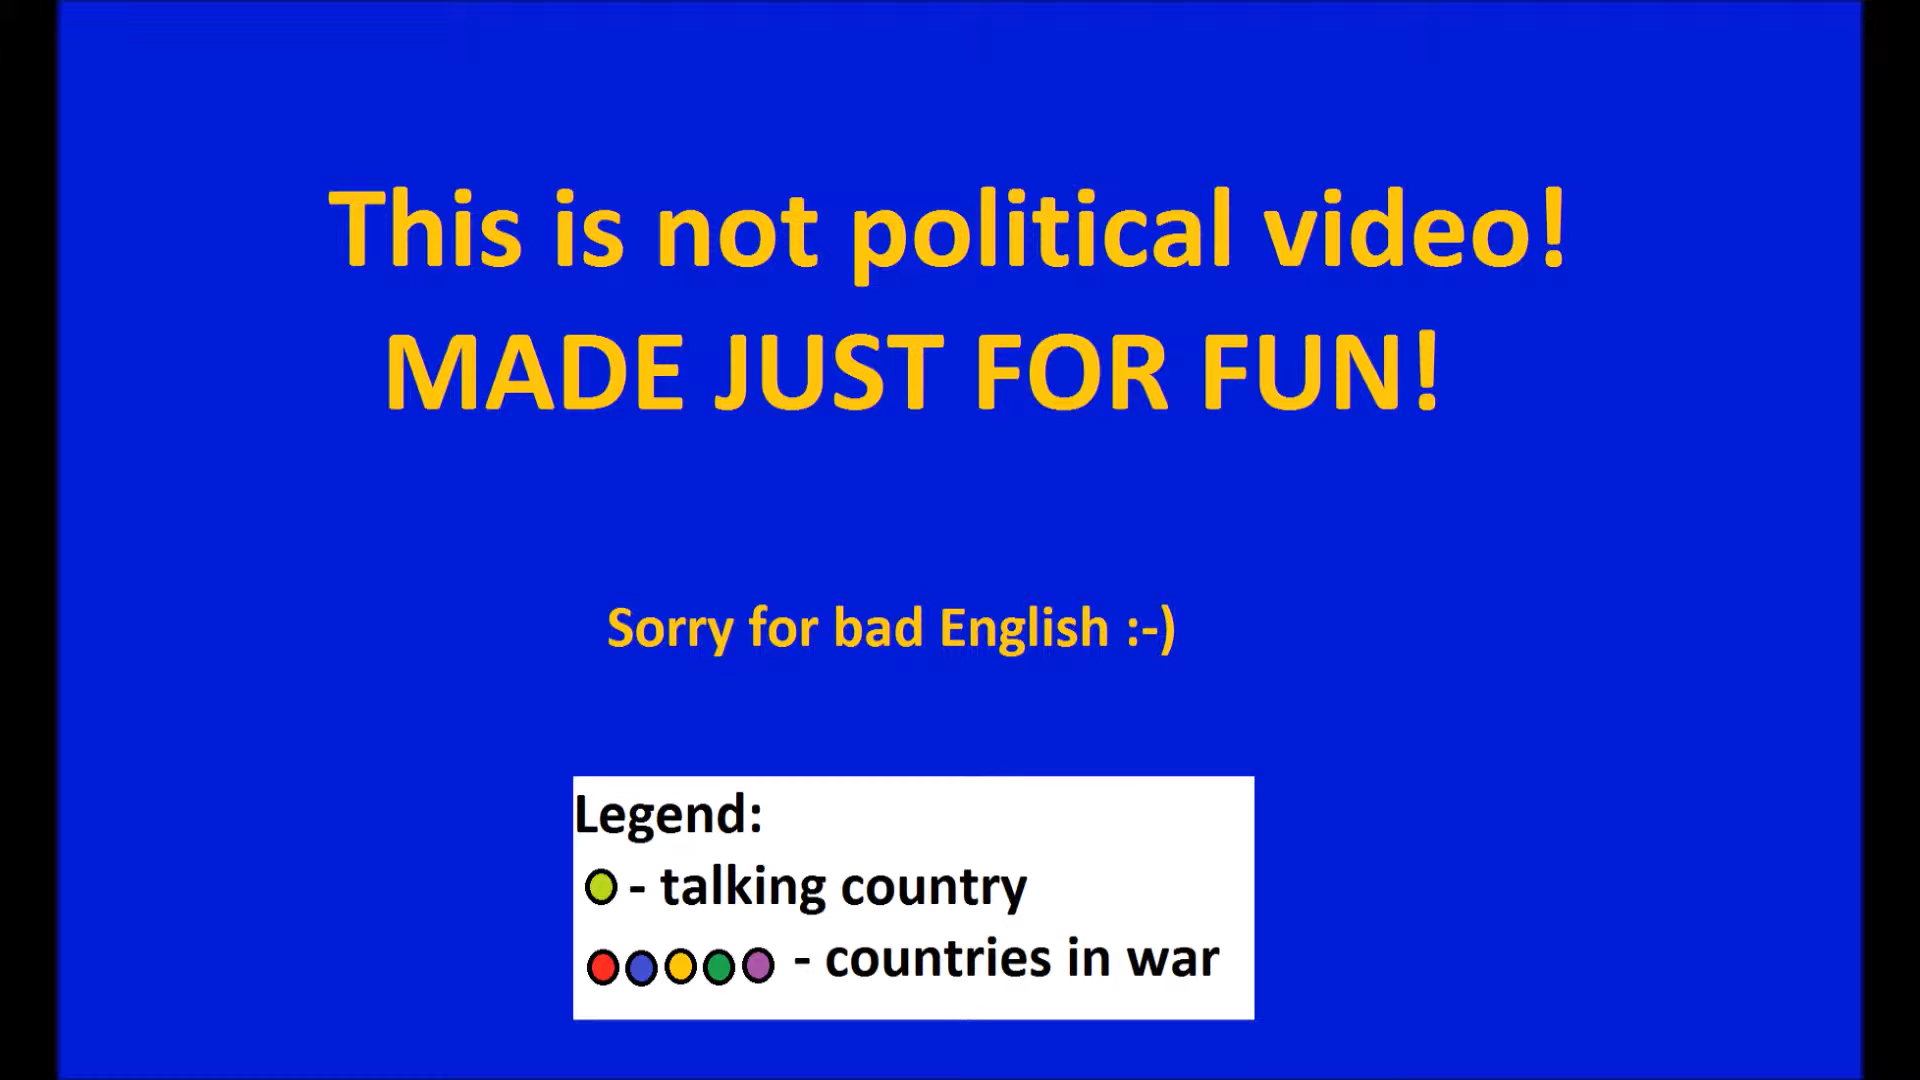 This is not political video!
MADE JUST FOR FUN!
Sorry for bad English :-)
Legend:
- talking country
- countries in war